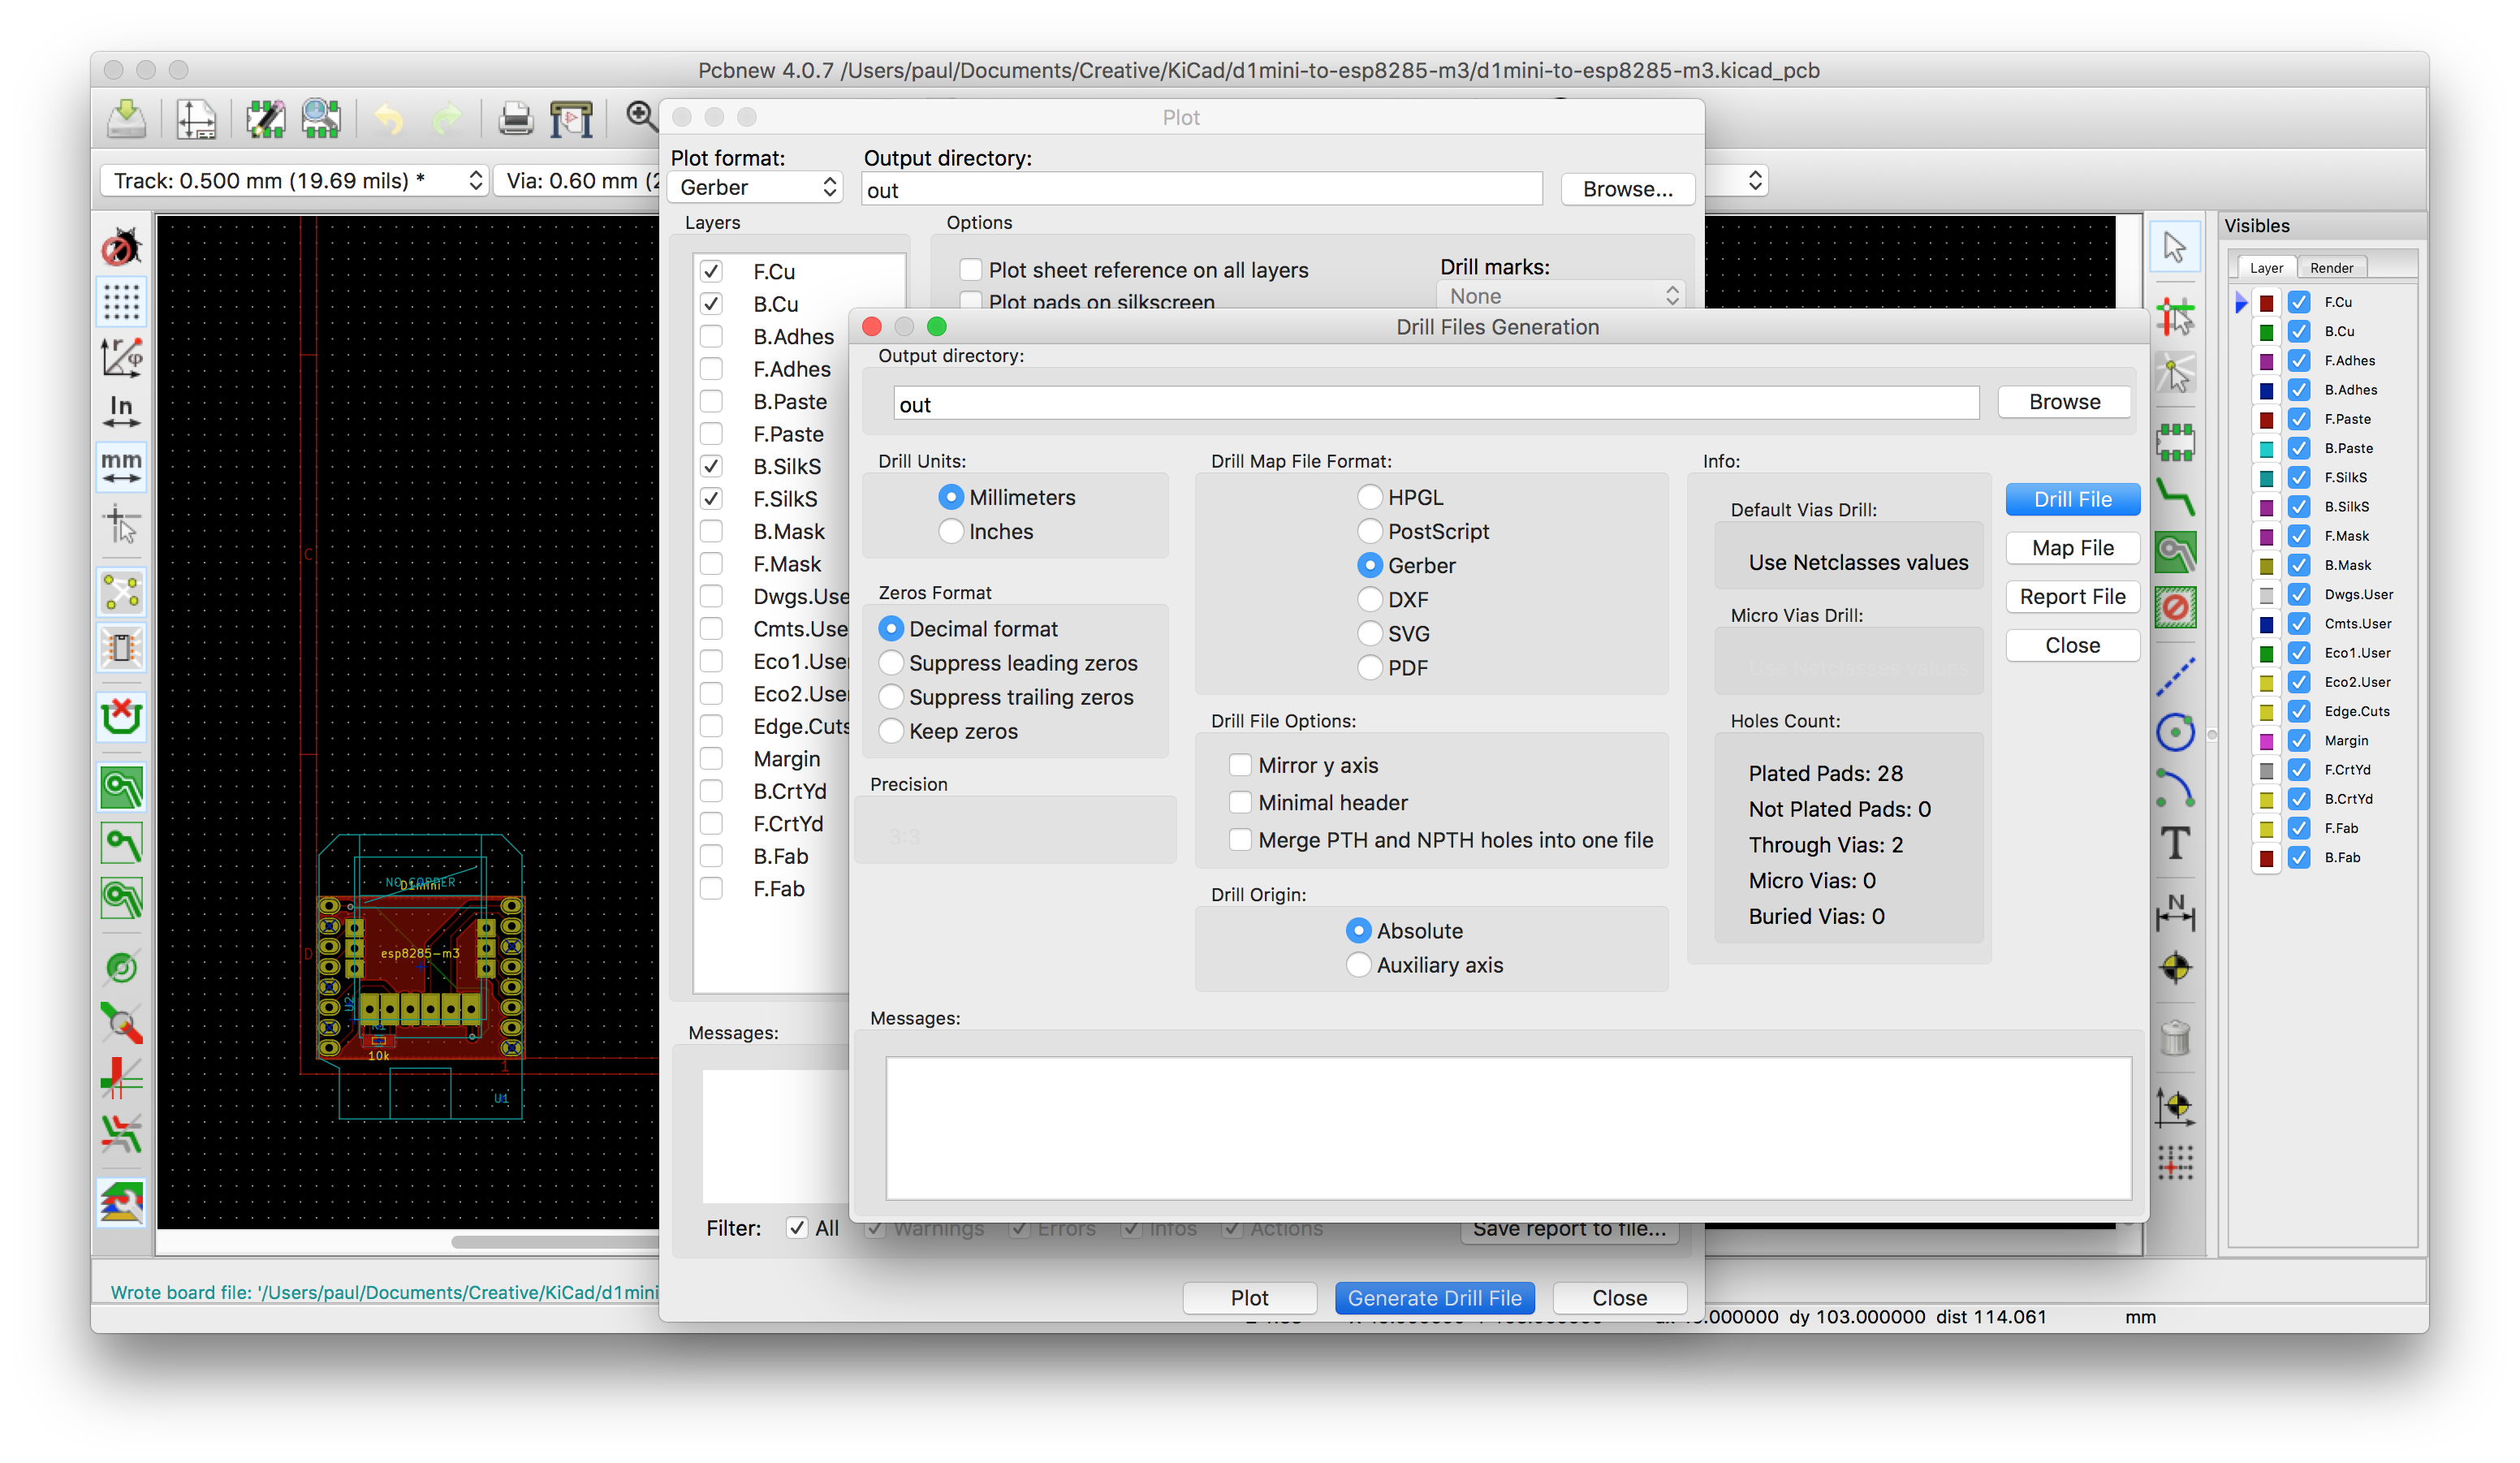 Pcbnew 4.0.7 /Users/paul/Documents/Creative/KiCad/d1mini-to-esp8285-m3/d1mini-to-esp8285-m3.kicad_pcb
Track: 0.500 mm (19.69 mils) *
Via: 0.60 mm (2
Plot
Plot format:
Gerber
Output directory:
out
Browse...
Layers
F.Cu
B.Cu
B.Adhes
F.Adhes
B.Paste
F.Paste
B.SilkS
F.SilkS
B.Mask
F.Mask
Dwgs.Use
Cmts.Use
Eco1.User
Eco2.User
Edge.Cuts
Margin
B.CrtYd
F.CrtYd
B.Fab
F.Fab
Options
Plot sheet reference on all layers
Plot pads on silkscreen
Drill marks:
None
Messages:
Filter:
All
Warnings
Errors
Infos
Actions
Save report to file...
Plot
Generate Drill File
Close
Drill Files Generation
Output directory:
out
Browse
Drill Units:
Millimeters
Inches
Zeros Format
Decimal format
Suppress leading zeros
Suppress trailing zeros
Keep zeros
Precision
3:3
Drill Map File Format:
HPGL
PostScript
Gerber
DXF
SVG
PDF
Drill File Options:
Mirror y axis
Minimal header
Merge PTH and NPTH holes into one file
Drill Origin:
Absolute
Auxiliary axis
Info:
Default Vias Drill:
Use Netclasses values
Micro Vias Drill:
Use Netclasses values
Holes Count:
Plated Pads: 28
Not Plated Pads: 0
Through Vias: 2
Micro Vias: 0
Buried Vias: 0
Drill File
Map File
Report File
Close
Messages:
In
mm
C
D
NO COPPER
D1mini
esp8285-m3
U2
R1
10k
1
U1
T
N
Visibles
Layer
Render
F.Cu
B.Cu
F.Adhes
B.Adhes
F.Paste
B.Paste
F.SilkS
B.SilkS
F.Mask
B.Mask
Dwgs.User
Cmts.User
Eco1.User
Eco2.User
Edge.Cuts
Margin
F.CrtYd
B.CrtYd
F.Fab
B.Fab
Wrote board file: '/Users/paul/Documents/Creative/KiCad/d1mini
.000000 dy 103.000000 dist 114.061
mm